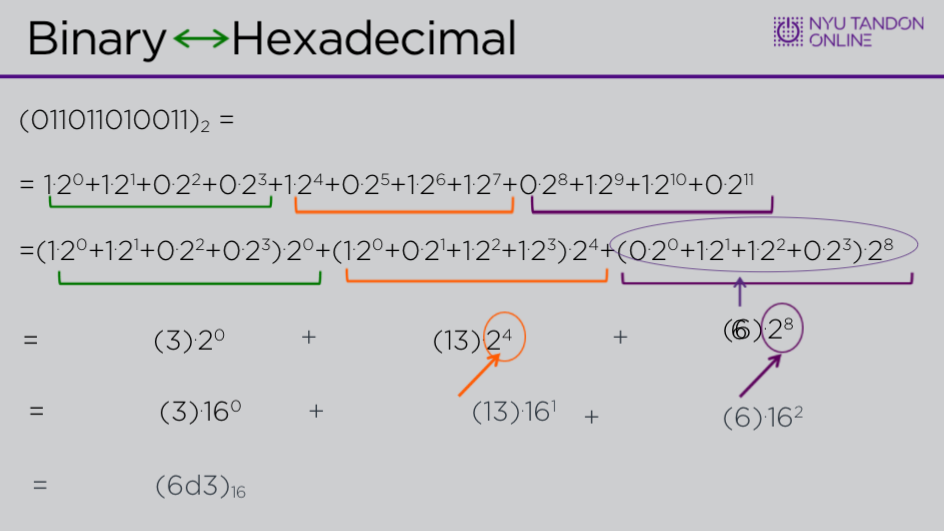 Binary↔Hexadecimal
NYU TANDON
ONLINE
(011011010011)₂ =
= 1·2⁰+1·2¹+0·2²+0·2³+1·2⁴+0·2⁵+1·2⁶+1·2⁷+0·2⁸+1·2⁹+1·2¹⁰+0·2¹¹
=(1·2⁰+1·2¹+0·2²+0·2³)·2⁰+(1·2⁰+0·2¹+1·2²+1·2³)·2⁴+(0·2⁰+1·2¹+1·2²+0·2³)·2⁸
= (3)·2⁰ + (13)·2⁴ + (6)·2⁸
= (3)·16⁰ + (13)·16¹ + (6)·16²
= (6d3)₁₆